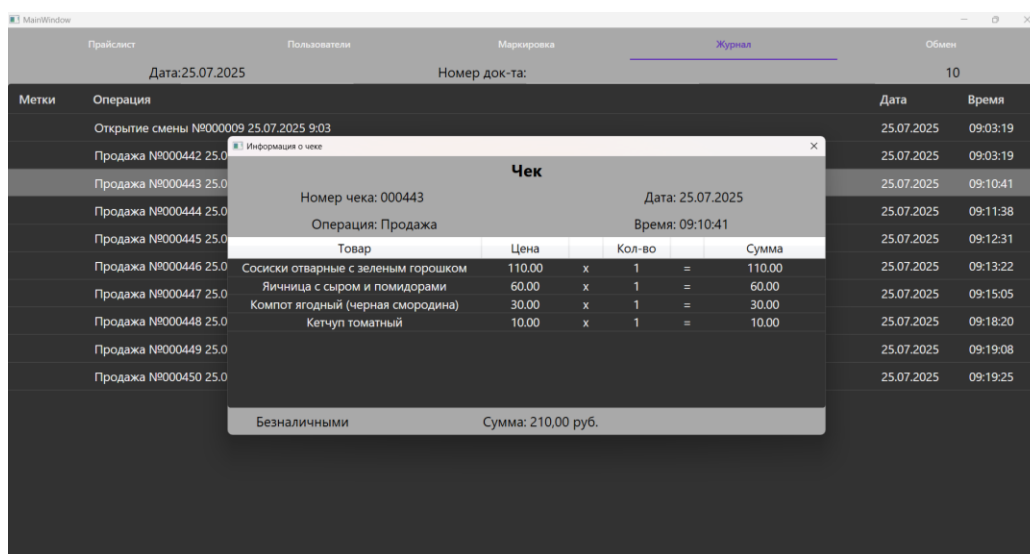 MainWindow
Прайслист Пользователи Маркировка Журнал Обмен
Дата:25.07.2025 Номер док-та: 10
Метки Операция Дата Время
Открытие смены №000009 25.07.2025 9:03 25.07.2025 09:03:19
Продажа №000442 25.0 25.07.2025 09:03:19
Продажа №000443 25.0 25.07.2025 09:10:41
Продажа №000444 25.0 25.07.2025 09:11:38
Продажа №000445 25.0 25.07.2025 09:12:31
Продажа №000446 25.0 25.07.2025 09:13:22
Продажа №000447 25.0 25.07.2025 09:15:05
Продажа №000448 25.0 25.07.2025 09:18:20
Продажа №000449 25.0 25.07.2025 09:19:08
Продажа №000450 25.0 25.07.2025 09:19:25
Информация о чеке
Чек
Номер чека: 000443 Дата: 25.07.2025
Операция: Продажа Время: 09:10:41
Товар Цена Кол-во Сумма
Сосиски отварные с зеленым горошком 110.00 x 1 = 110.00
Яичница с сыром и помидорами 60.00 x 1 = 60.00
Компот ягодный (черная смородина) 30.00 x 1 = 30.00
Кетчуп томатный 10.00 x 1 = 10.00
Безналичными Сумма: 210,00 руб.